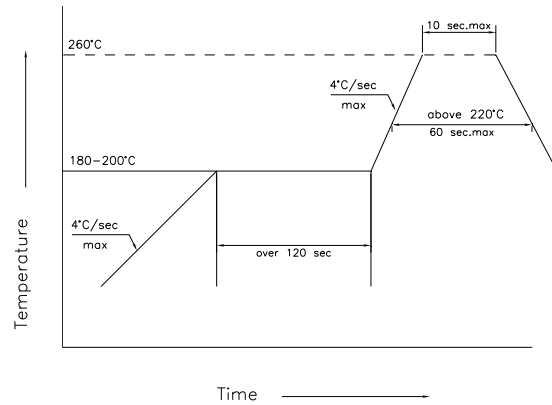 10 sec.max
260°C
4°C/sec
max
above 220°C
60 sec.max
180-200°C
4°C/sec
max
over 120 sec
Temperature
Time